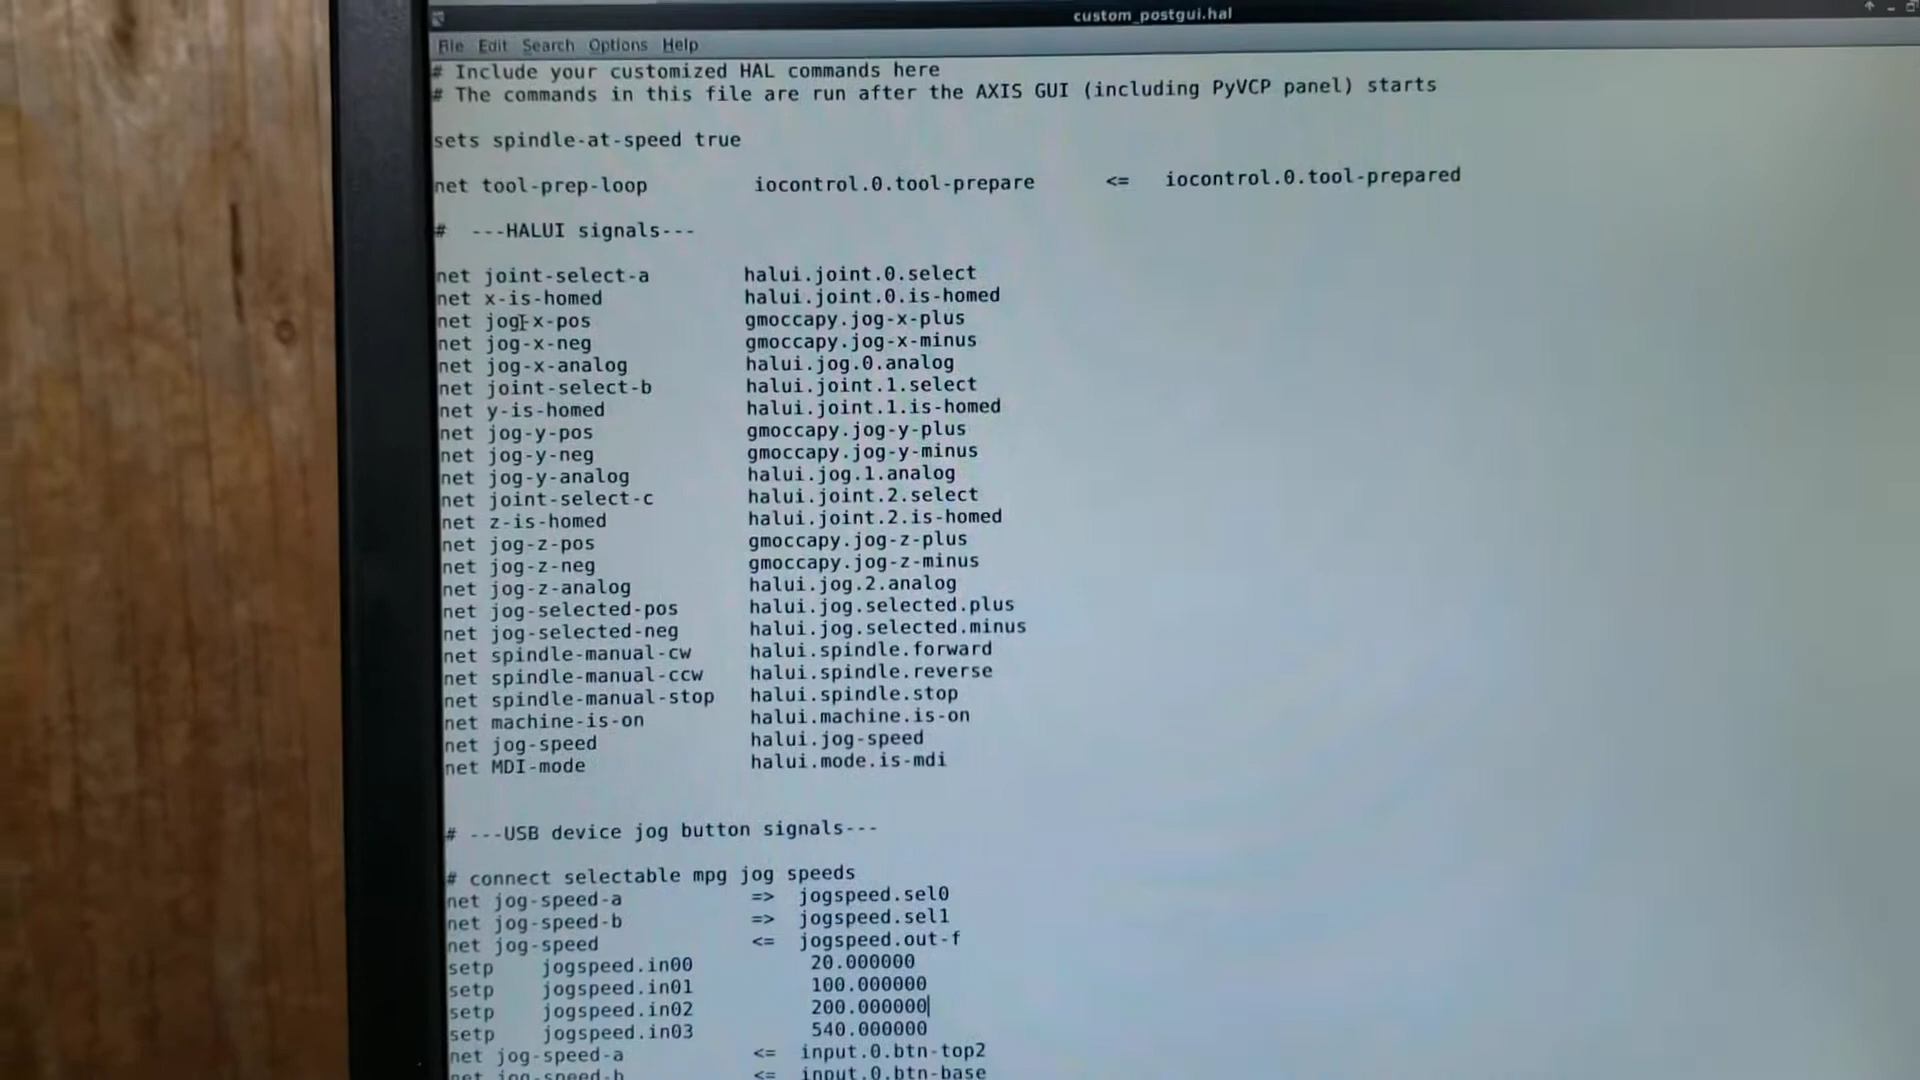 custom_postgui.hal
File Edit Search Options Help
# Include your customized HAL commands here
# The commands in this file are run after the AXIS GUI (including PyVCP panel) starts
sets spindle-at-speed true
net tool-prep-loop iocontrol.0.tool-prepare <= iocontrol.0.tool-prepared
# ---HALUI signals---
net joint-select-a halui.joint.0.select
net x-is-homed halui.joint.0.is-homed
net jog-x-pos gmoccapy.jog-x-plus
net jog-x-neg gmoccapy.jog-x-minus
net jog-x-analog halui.jog.0.analog
net joint-select-b halui.joint.1.select
net y-is-homed halui.joint.1.is-homed
net jog-y-pos gmoccapy.jog-y-plus
net jog-y-neg gmoccapy.jog-y-minus
net jog-y-analog halui.jog.1.analog
net joint-select-c halui.joint.2.select
net z-is-homed halui.joint.2.is-homed
net jog-z-pos gmoccapy.jog-z-plus
net jog-z-neg gmoccapy.jog-z-minus
net jog-z-analog halui.jog.2.analog
net jog-selected-pos halui.jog.selected.plus
net jog-selected-neg halui.jog.selected.minus
net spindle-manual-cw halui.spindle.forward
net spindle-manual-ccw halui.spindle.reverse
net spindle-manual-stop halui.spindle.stop
net machine-is-on halui.machine.is-on
net jog-speed halui.jog-speed
net MDI-mode halui.mode.is-mdi
# ---USB device jog button signals---
# connect selectable mpg jog speeds
net jog-speed-a => jogspeed.sel0
net jog-speed-b => jogspeed.sel1
net jog-speed <= jogspeed.out-f
setp jogspeed.in00 20.000000
setp jogspeed.in01 100.000000
setp jogspeed.in02 200.000000
setp jogspeed.in03 540.000000
net jog-speed-a <= input.0.btn-top2
net jog-speed-b <= input.0.btn-base